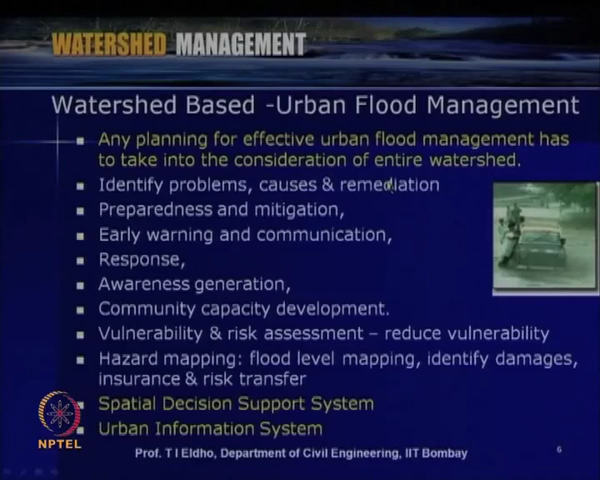 WATERSHED MANAGEMENT
Watershed Based -Urban Flood Management
Any planning for effective urban flood management has
to take into the consideration of entire watershed.
Identify problems, causes & remediation
Preparedness and mitigation,
Early warning and communication,
Response,
Awareness generation,
Community capacity development.
Vulnerability & risk assessment – reduce vulnerability
Hazard mapping: flood level mapping, identify damages,
insurance & risk transfer
Spatial Decision Support System
Urban Information System
NPTEL
Prof. T I Eldho, Department of Civil Engineering, IIT Bombay
6